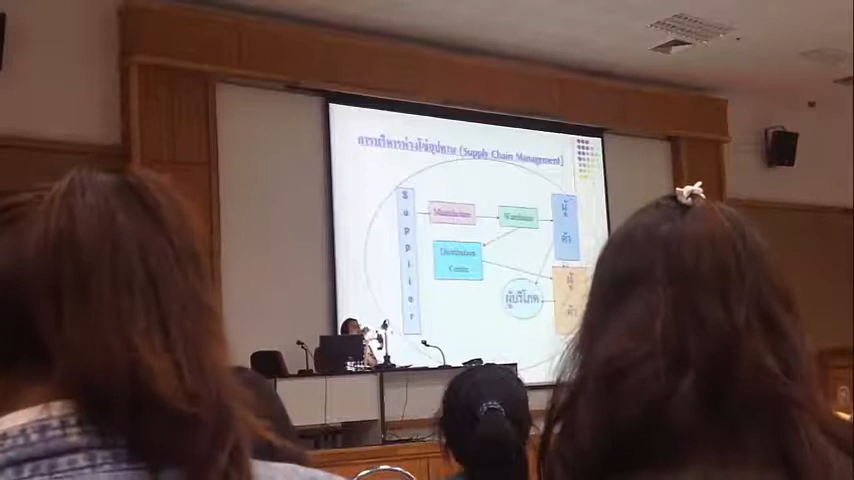 การบริหารห่วงโซ่อุปทาน (Supply Chain Management)
Supplier
Manufacture
Warehouse
Distribution
Center
ผู้บริโภค